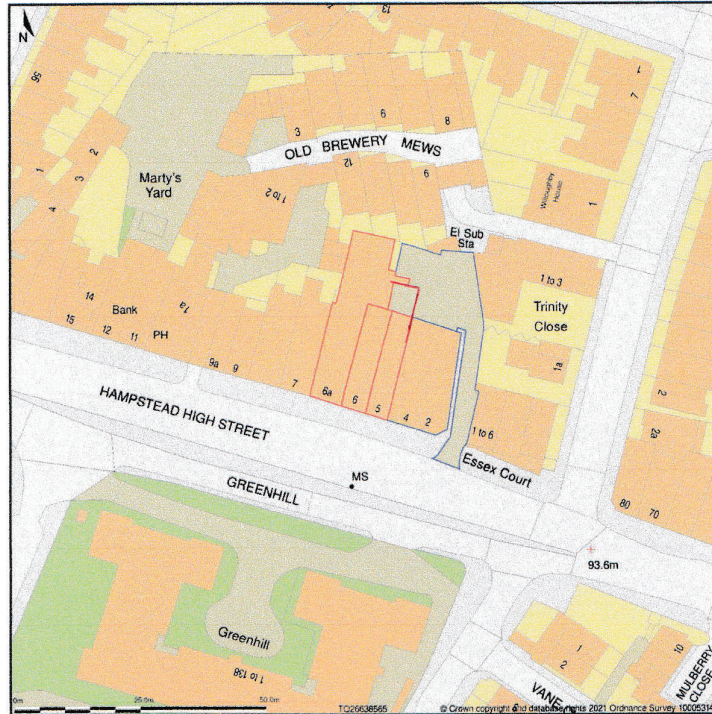 N
56
13
1
7
3
6
8
OLD BREWERY MEWS
2
3
1
4
Marty's
Yard
1 to 2
12
9
Willoughby
House
1
El Sub
Sta
1 to 3
Trinity
Close
1a
14
Bank
1a
15
12
11
PH
9a
9
7
6a
6
5
4
2
1 to 6
2
2a
HAMPSTEAD HIGH STREET
Essex Court
MS
GREENHILL
80
70
93.6m
Greenhill
1 to 138
1
2
10
MULBERRY
CLOSE
VANE
0m
25.0m
50.0m
TQ26638565
© Crown copyright and database rights 2021 Ordnance Survey 10005314